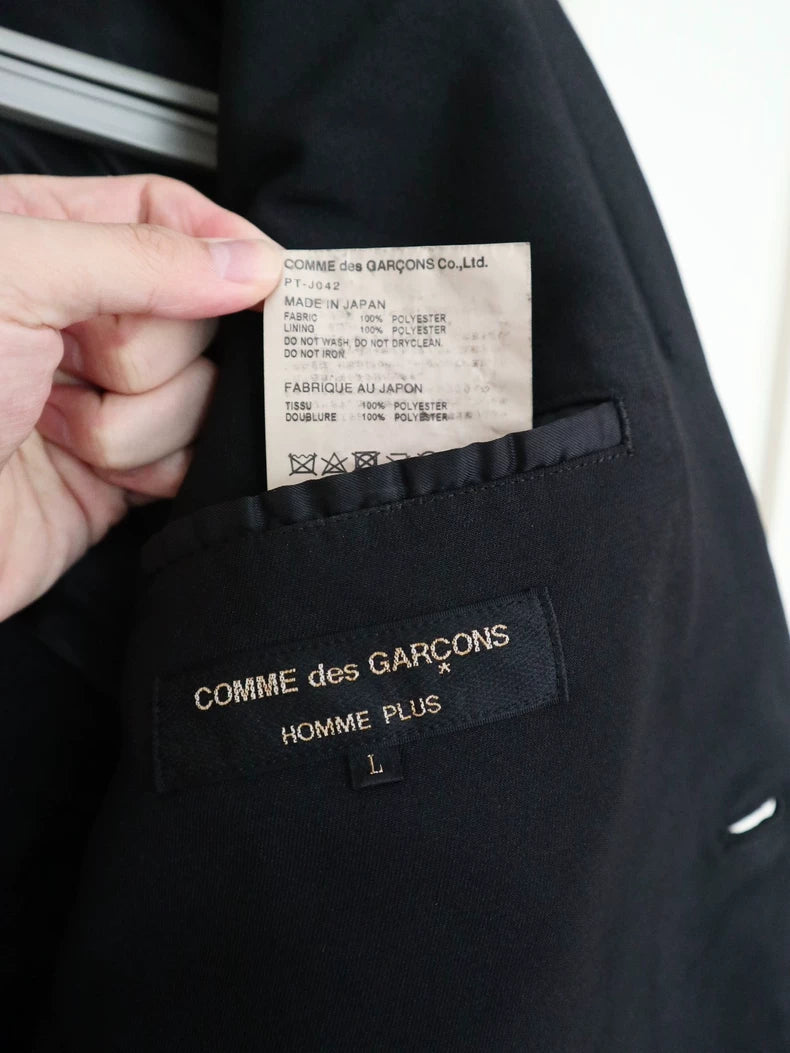 COMME des GARÇONS Co.,Ltd.
PT-J042
MADE IN JAPAN
FABRIC 100% POLYESTER
LINING 100% POLYESTER
DO NOT WASH, DO NOT DRYCLEAN.
DO NOT IRON
FABRIQUE AU JAPON
TISSU 100% POLYESTER
DOUBLURE 100% POLYESTER
COMME des GARÇONS
HOMME PLUS
L